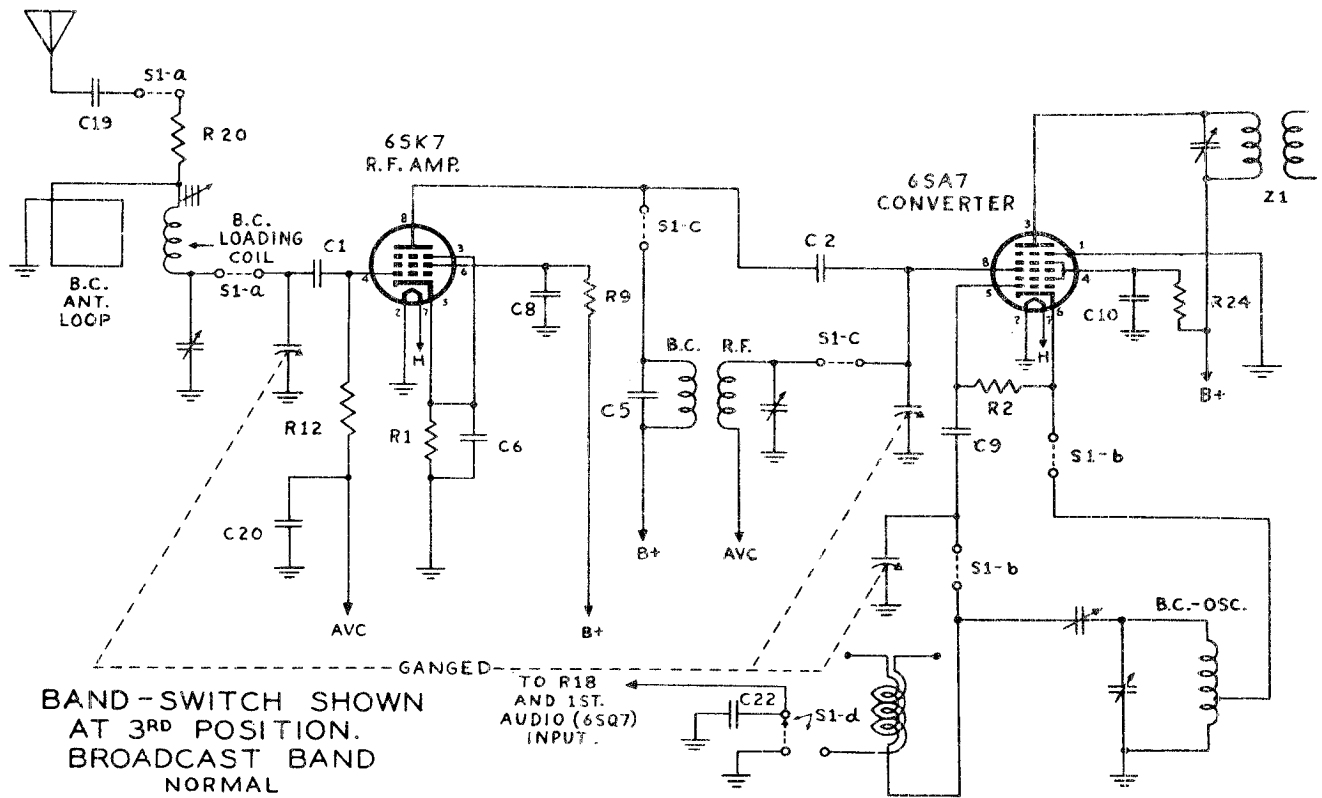 S1-a
C19
R 20
6SK7
R.F. AMP.
6SA7
CONVERTER
Z1
B.C.
LOADING
COIL
B.C.
ANT.
LOOP
S1-a
C1
8
3
6
4
2
7
5
H
C8
R9
S1-C
C2
3
1
8
4
5
2
7
6
H
C10
R24
B+
B.C.
R.F.
S1-C
C5
R12
R1
C6
R2
C9
S1-b
C20
AVC
B+
B+
AVC
S1-b
B.C.-OSC.
GANGED
BAND-SWITCH SHOWN
AT 3RD POSITION.
BROADCAST BAND
NORMAL
TO R18
AND 1ST.
AUDIO (6SQ7)
INPUT.
C22
S1-d